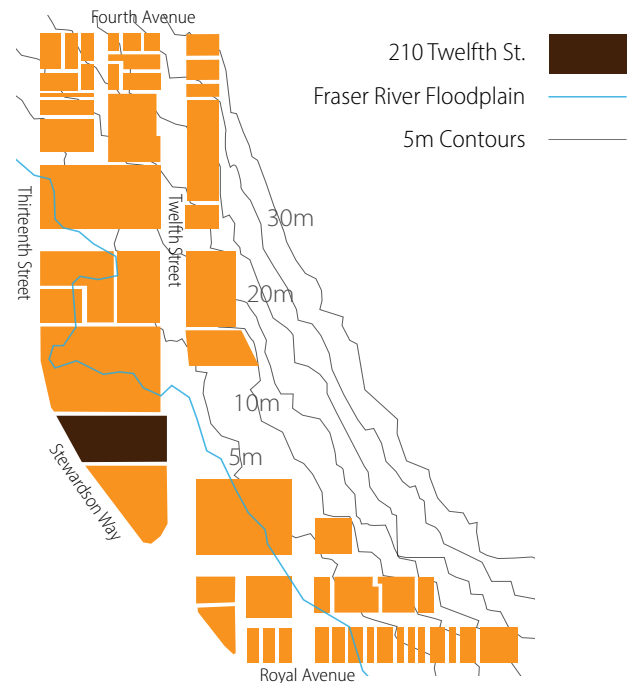 Fourth Avenue
210 Twelfth St.
Fraser River Floodplain
5m Contours
Thirteenth Street
Twelfth Street
30m
20m
10m
5m
Stewardson Way
Royal Avenue